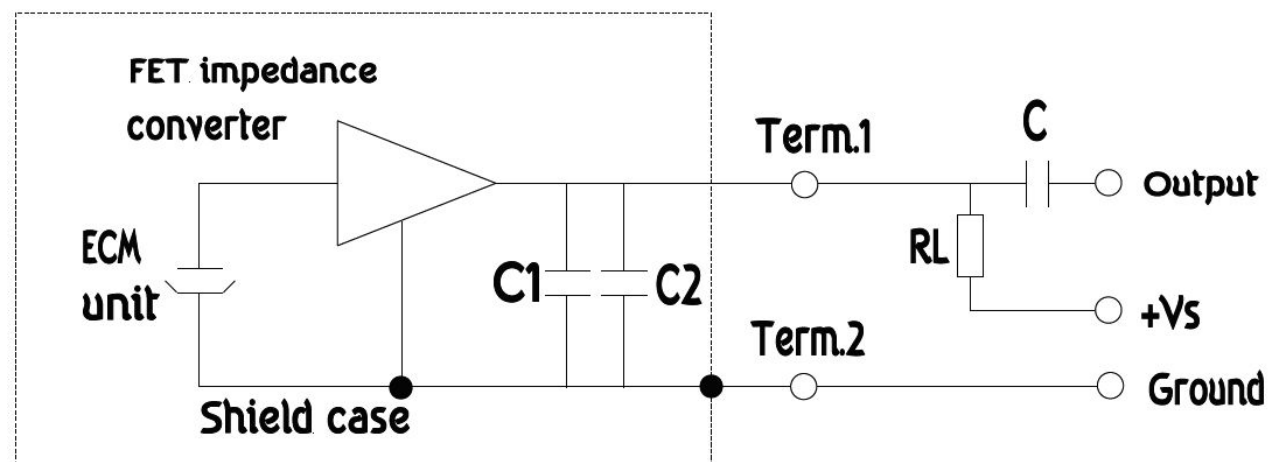 FET impedance
converter
Term.1
C
Output
ECM
unit
C1
C2
RL
+Vs
Term.2
Ground
Shield case